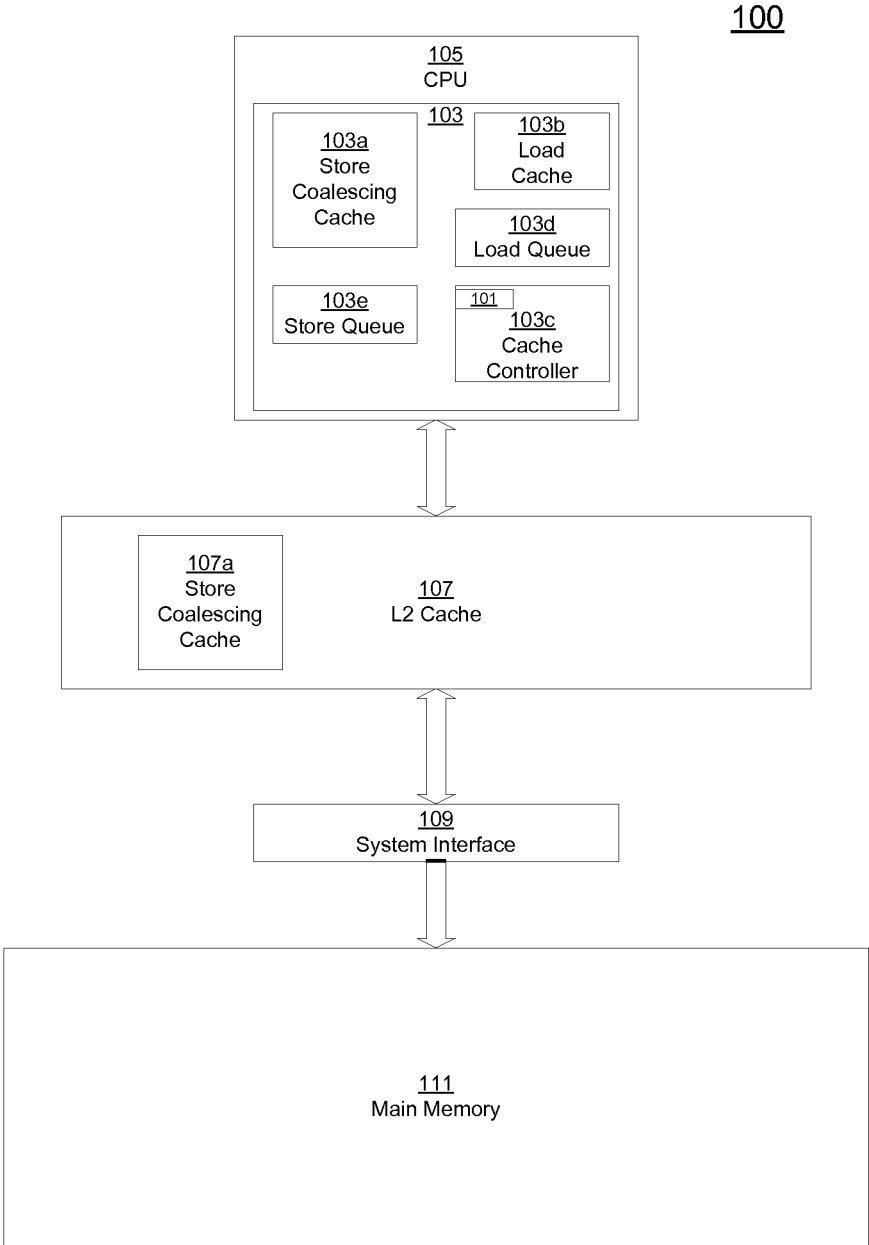 100
105
CPU
103
103a
Store
Coalescing
Cache
103b
Load
Cache
103d
Load Queue
103e
Store Queue
101
103c
Cache
Controller
107a
Store
Coalescing
Cache
107
L2 Cache
109
System Interface
111
Main Memory